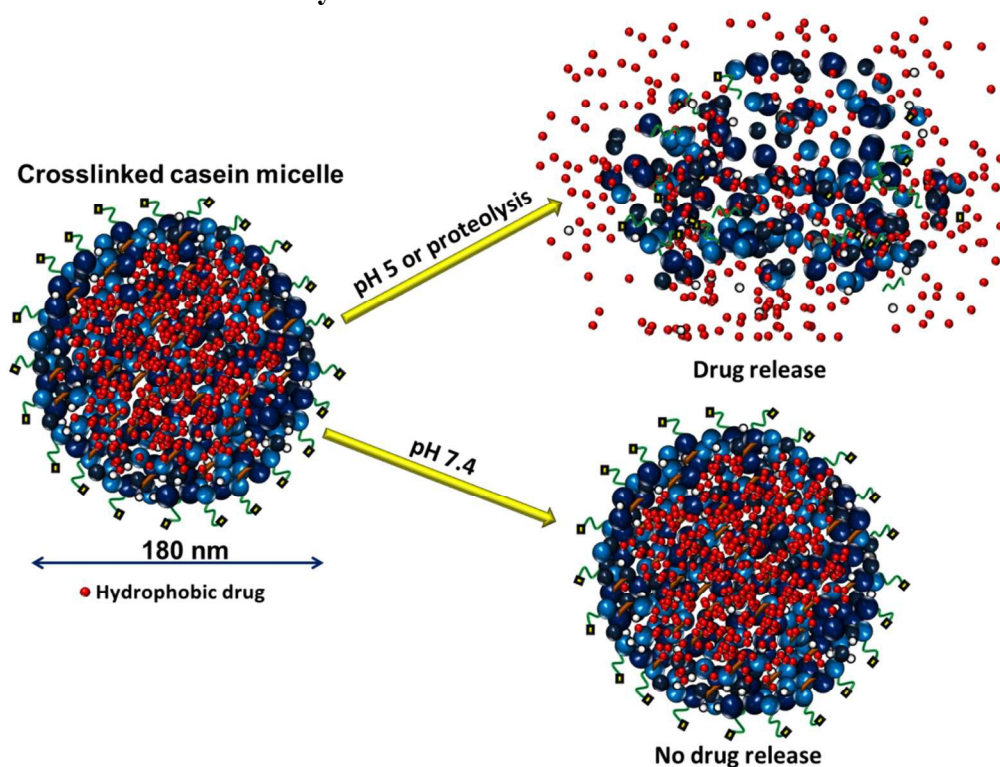 Crosslinked casein micelle
pH 5 or proteolysis
Drug release
pH 7.4
180 nm
Hydrophobic drug
No drug release